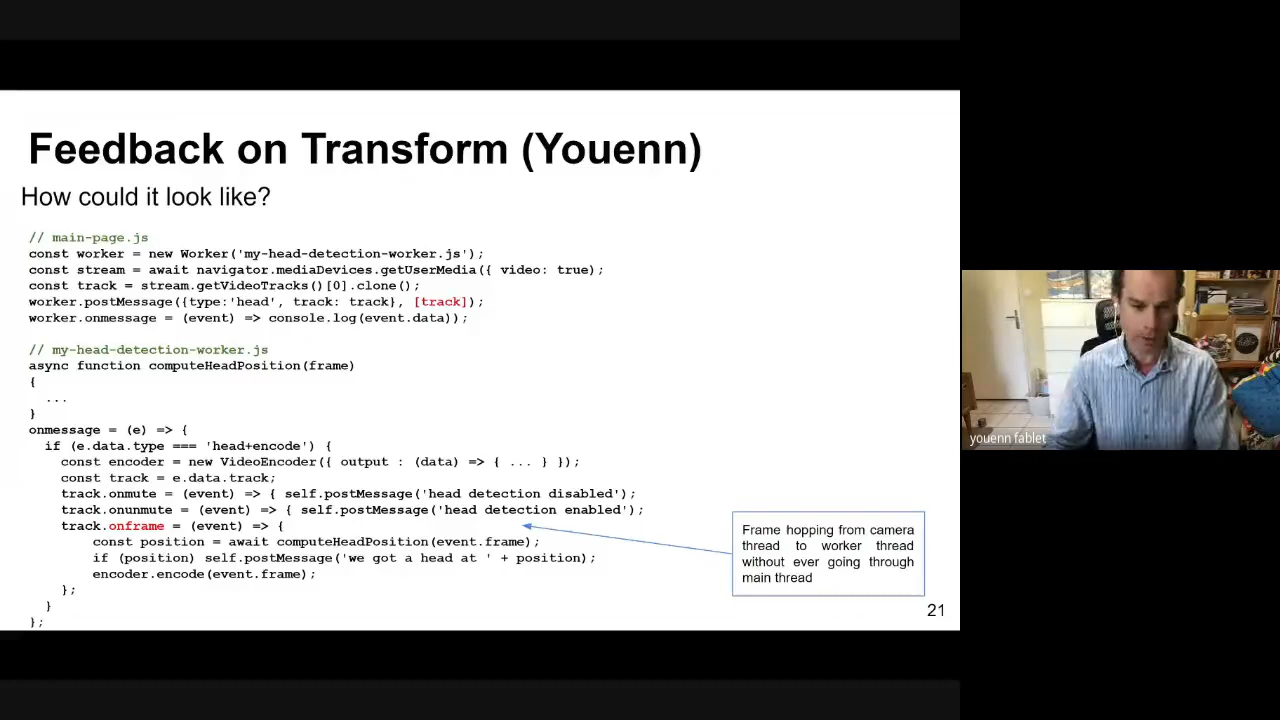 Feedback on Transform (Youenn)
How could it look like?
// main-page.js
const worker = new Worker('my-head-detection-worker.js');
const stream = await navigator.mediaDevices.getUserMedia({ video: true);
const track = stream.getVideoTracks()[0].clone();
worker.postMessage({type:'head', track: track}, [track]);
worker.onmessage = (event) => console.log(event.data));
// my-head-detection-worker.js
async function computeHeadPosition(frame)
{
...
}
onmessage = (e) => {
if (e.data.type === 'head+encode') {
const encoder = new VideoEncoder({ output : (data) => { ... } });
const track = e.data.track;
track.onmute = (event) => { self.postMessage('head detection disabled');
track.onunmute = (event) => { self.postMessage('head detection enabled');
track.onframe = (event) => {
const position = await computeHeadPosition(event.frame);
if (position) self.postMessage('we got a head at ' + position);
encoder.encode(event.frame);
};
}
};
Frame hopping from camera
thread to worker thread
without ever going through
main thread
21
youenn fablet